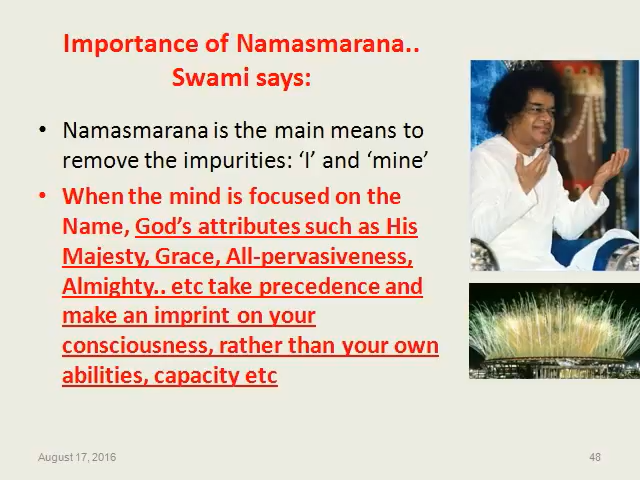 Importance of Namasmarana..
Swami says:
• Namasmarana is the main means to
remove the impurities: ‘I’ and ‘mine’
• When the mind is focused on the
Name, God’s attributes such as His
Majesty, Grace, All-pervasiveness,
Almighty.. etc take precedence and
make an imprint on your
consciousness, rather than your own
abilities, capacity etc
August 17, 2016
48